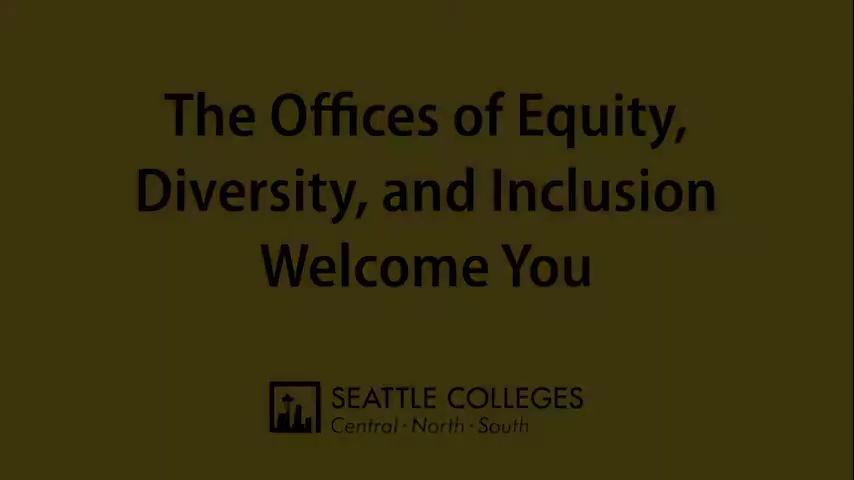 The Offices of Equity,
Diversity, and Inclusion
Welcome You
SEATTLE COLLEGES
Central · North · South